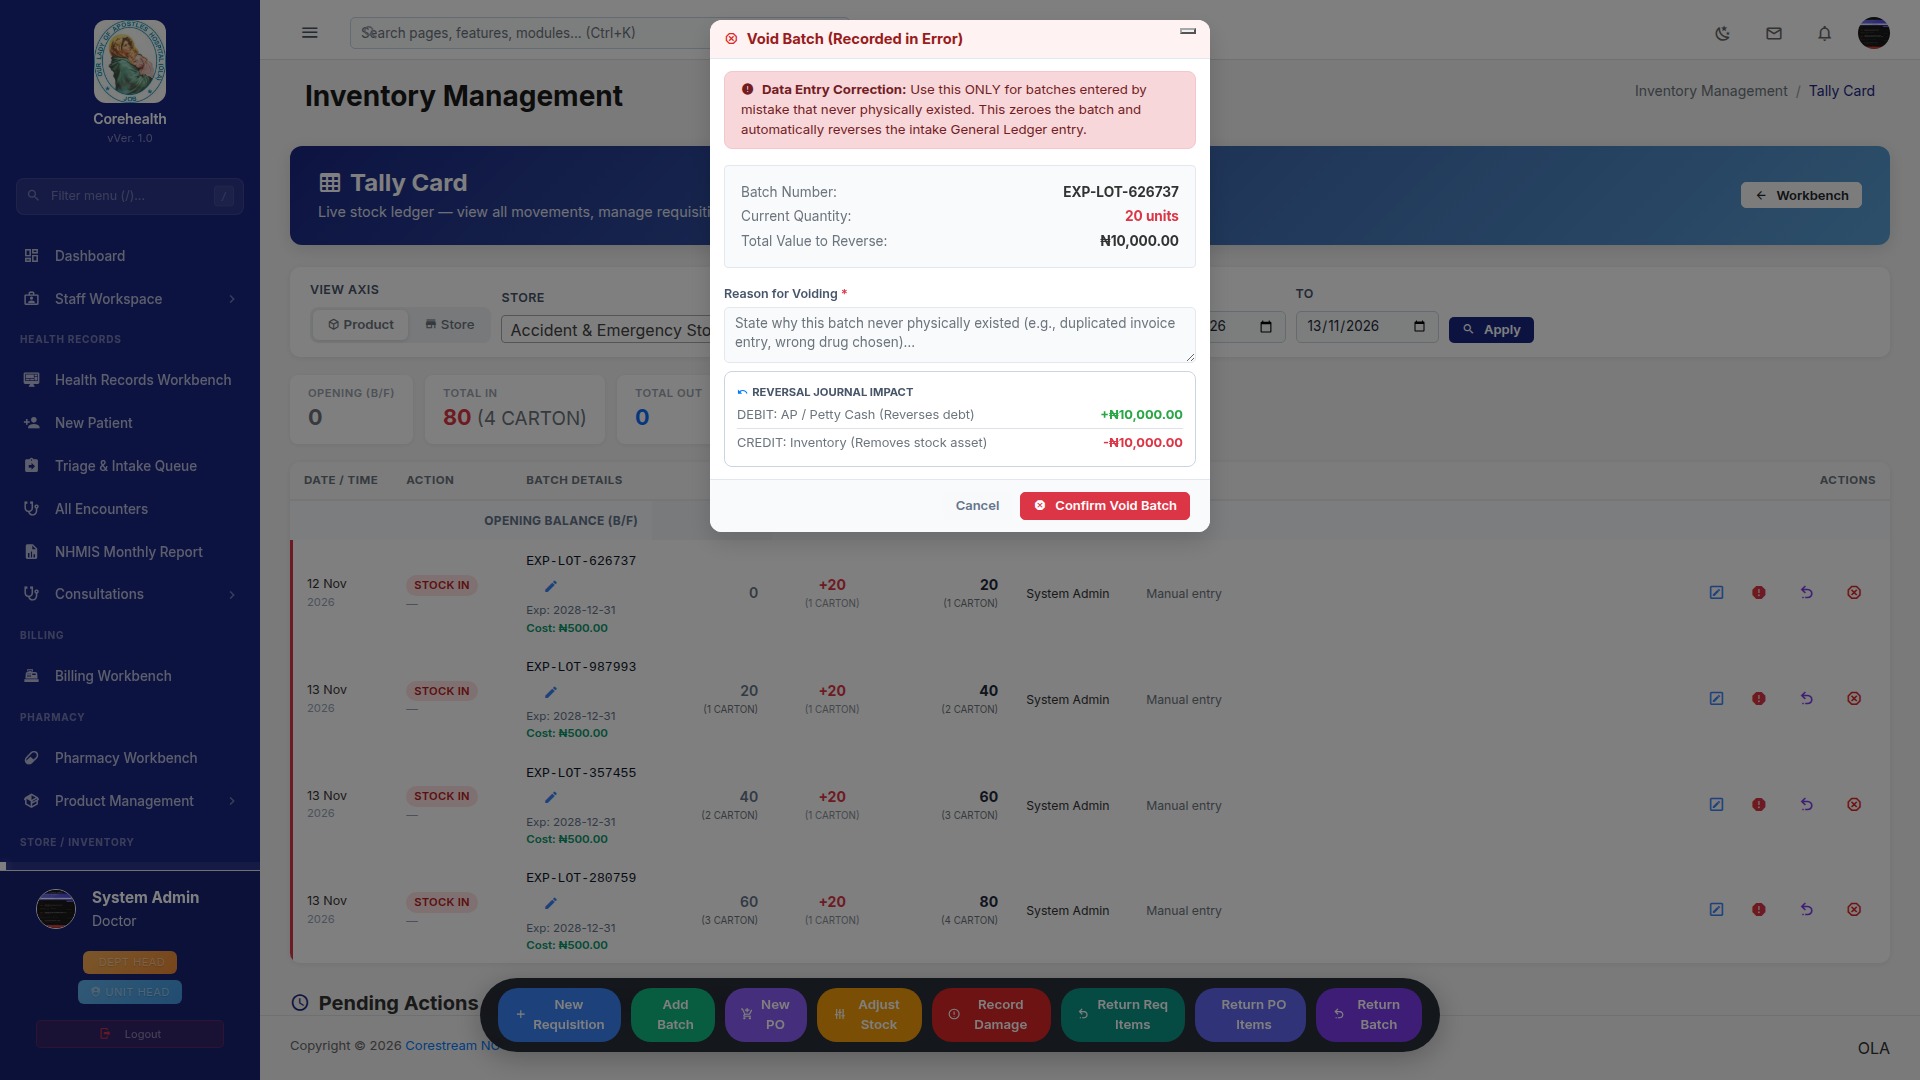 Corehealth
vVer. 1.0
Filter menu (/)...
/
Dashboard
Staff Workspace
HEALTH RECORDS
Health Records Workbench
New Patient
Triage & Intake Queue
All Encounters
NHMIS Monthly Report
Consultations
BILLING
Billing Workbench
PHARMACY
Pharmacy Workbench
Product Management
STORE / INVENTORY
System Admin
Doctor
DEPT HEAD
UNIT HEAD
Logout
Search pages, features, modules... (Ctrl+K)
Inventory Management
Inventory Management / Tally Card
Tally Card
Live stock ledger — view all movements, manage requisiti
Workbench
VIEW AXIS
Product
Store
STORE
Accident & Emergency Sto
26
TO
13/11/2026
Apply
OPENING (B/F)
0
TOTAL IN
80 (4 CARTON)
TOTAL OUT
0
DATE / TIME ACTION BATCH DETAILS ACTIONS
OPENING BALANCE (B/F)
12 Nov
2026
STOCK IN
—
EXP-LOT-626737
Exp: 2028-12-31
Cost: ₦500.00
0
+20
(1 CARTON)
20
(1 CARTON)
System Admin
Manual entry
13 Nov
2026
STOCK IN
—
EXP-LOT-987993
Exp: 2028-12-31
Cost: ₦500.00
20
(1 CARTON)
+20
(1 CARTON)
40
(2 CARTON)
System Admin
Manual entry
13 Nov
2026
STOCK IN
—
EXP-LOT-357455
Exp: 2028-12-31
Cost: ₦500.00
40
(2 CARTON)
+20
(1 CARTON)
60
(3 CARTON)
System Admin
Manual entry
13 Nov
2026
STOCK IN
—
EXP-LOT-280759
Exp: 2028-12-31
Cost: ₦500.00
60
(3 CARTON)
+20
(1 CARTON)
80
(4 CARTON)
System Admin
Manual entry
Pending Actions
New Requisition
Add Batch
New PO
Adjust Stock
Record Damage
Return Req Items
Return PO Items
Return Batch
Copyright © 2026 Corestream
OLA
Void Batch (Recorded in Error)
Data Entry Correction: Use this ONLY for batches entered by
mistake that never physically existed. This zeroes the batch and
automatically reverses the intake General Ledger entry.
Batch Number: EXP-LOT-626737
Current Quantity: 20 units
Total Value to Reverse: ₦10,000.00
Reason for Voiding *
State why this batch never physically existed (e.g., duplicated invoice
entry, wrong drug chosen)...
REVERSAL JOURNAL IMPACT
DEBIT: AP / Petty Cash (Reverses debt) +₦10,000.00
CREDIT: Inventory (Removes stock asset) -₦10,000.00
Cancel
Confirm Void Batch